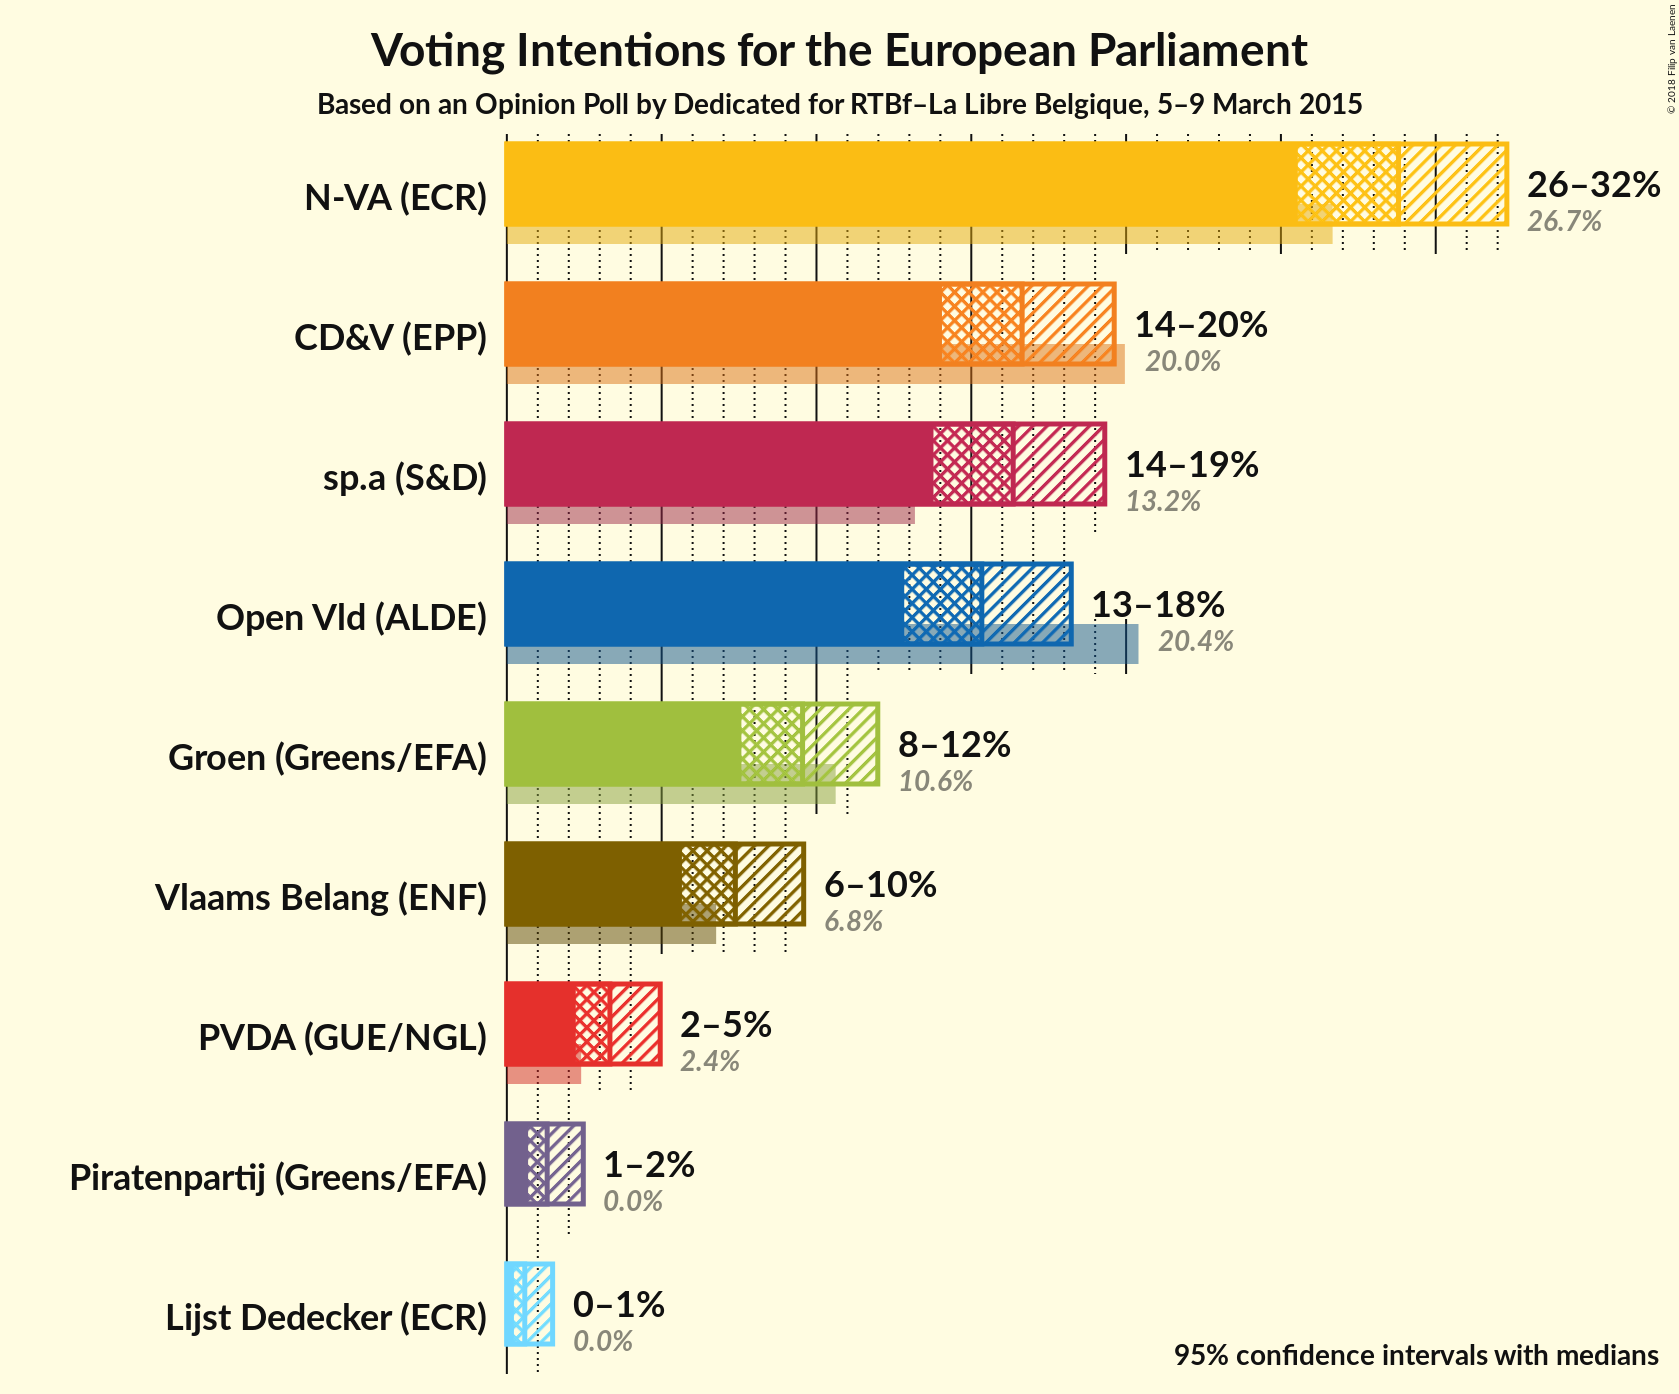 Voting Intentions for the European Parliament
Based on an Opinion Poll by Dedicated for RTBf–La Libre Belgique, 5–9 March 2015
© 2018 Filip van Laenen
N-VA (ECR)
26–32%
26.7%
CD&V (EPP)
14–20%
20.0%
sp.a (S&D)
14–19%
13.2%
Open Vld (ALDE)
13–18%
20.4%
Groen (Greens/EFA)
8–12%
10.6%
Vlaams Belang (ENF)
6–10%
6.8%
PVDA (GUE/NGL)
2–5%
2.4%
Piratenpartij (Greens/EFA)
1–2%
0.0%
Lijst Dedecker (ECR)
0–1%
0.0%
95% confidence intervals with medians